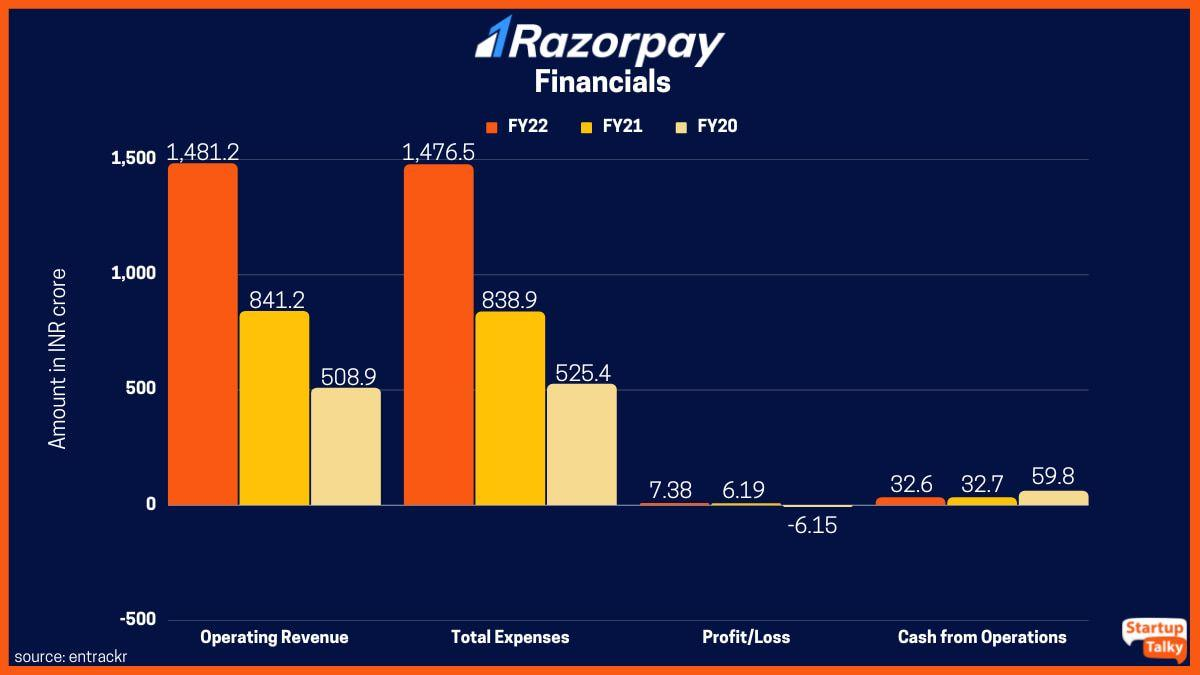 Razorpay
Financials
FY22 FY21 FY20
1,500
1,000
500
0
-500
Amount in INR crore
1,481.2
841.2
508.9
1,476.5
838.9
525.4
7.38
6.19
-6.15
32.6
32.7
59.8
Operating Revenue
Total Expenses
Profit/Loss
Cash from Operations
source: entrackr
Startup
Talky